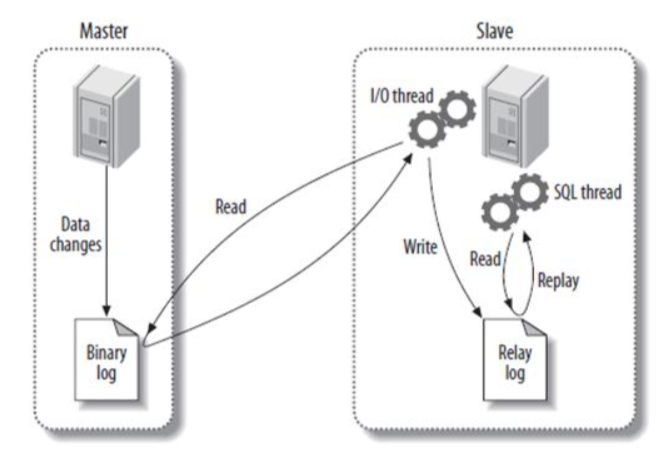 Master
Slave
I/O thread
SQL thread
Data
changes
Read
Write
Read
Replay
Binary
log
Relay
log